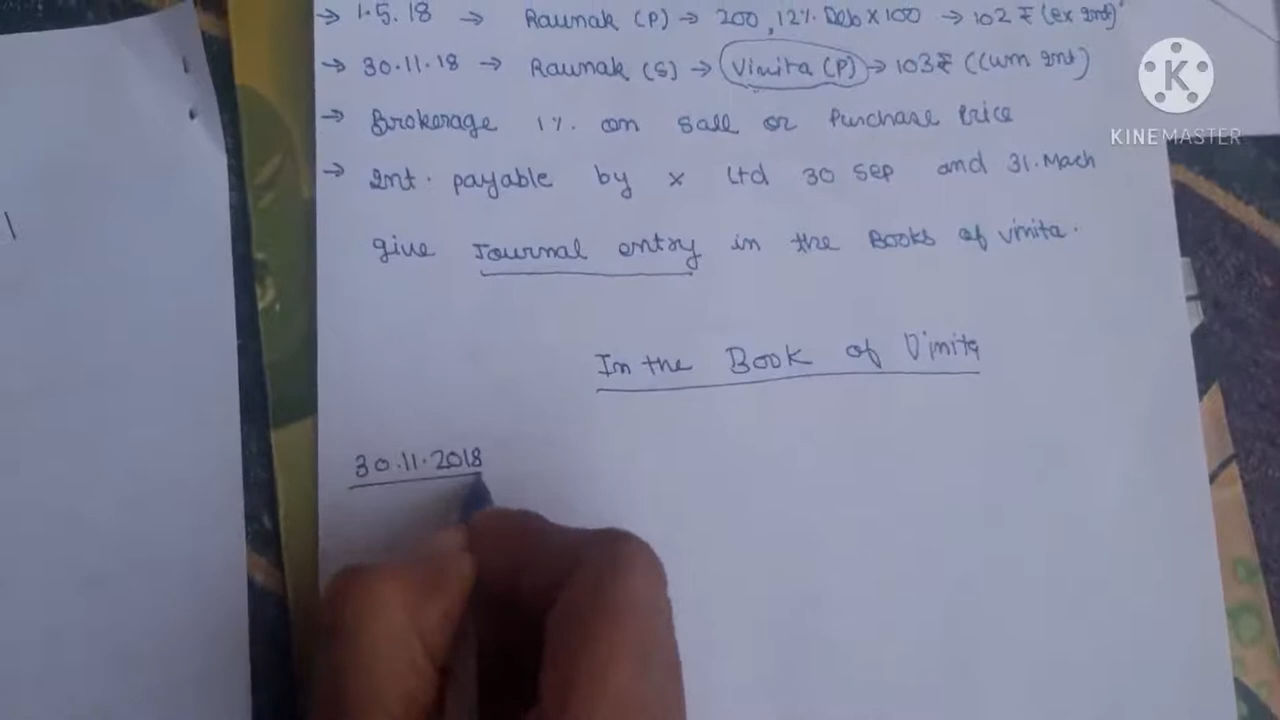 → 1.5.18 → Raunak (P) → 200, 12% Deb x 100 → 102 ₹ (ex Int)
→ 30.11.18 → Raunak (S) → Vinita (P) → 103 ₹ (Cum Int)
→ Brokerage 1% on Sall or Purchase Price
→ Int. payable by x Ltd 30 Sep and 31. Mach
give Journal entry in the Books of vinita.
In the Book of Vinita
30.11.2018
K
KINEMASTER